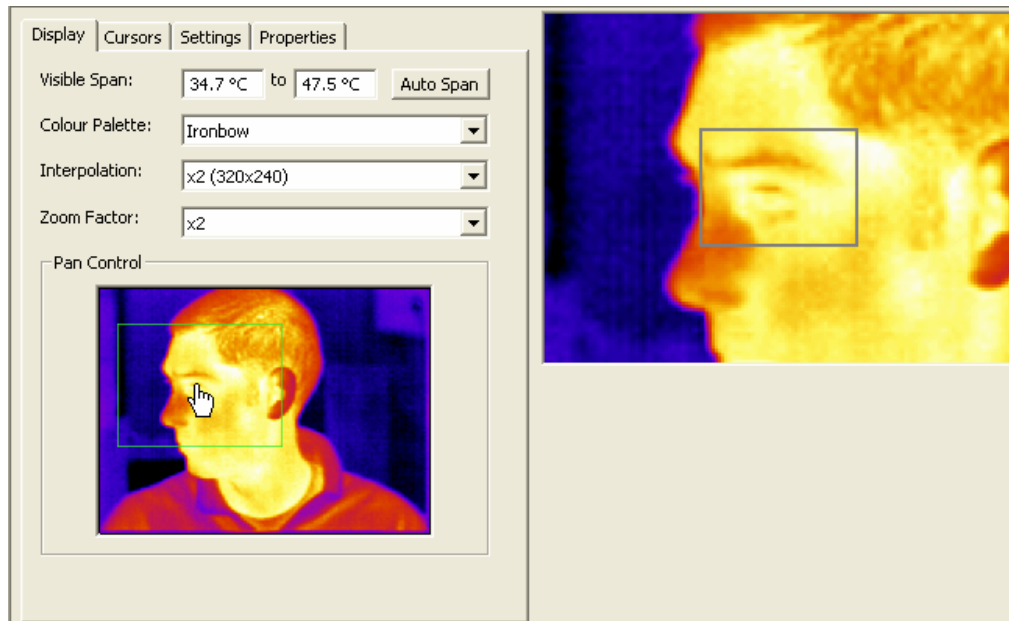 Display Cursors Settings Properties
Visible Span: 34.7 °C to 47.5 °C Auto Span
Colour Palette: Ironbow
Interpolation: x2 (320x240)
Zoom Factor: x2
Pan Control